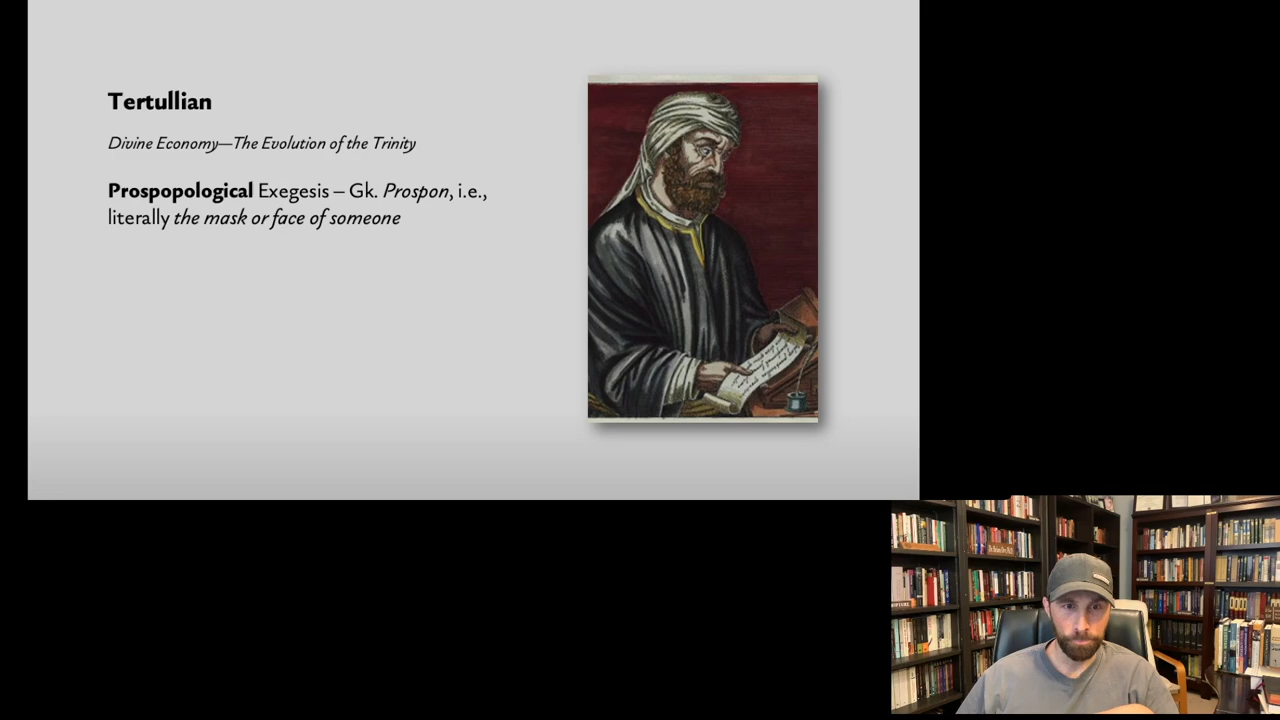 Tertullian
Divine Economy—The Evolution of the Trinity
Prospopological Exegesis – Gk. Prospon, i.e.,
literally the mask or face of someone